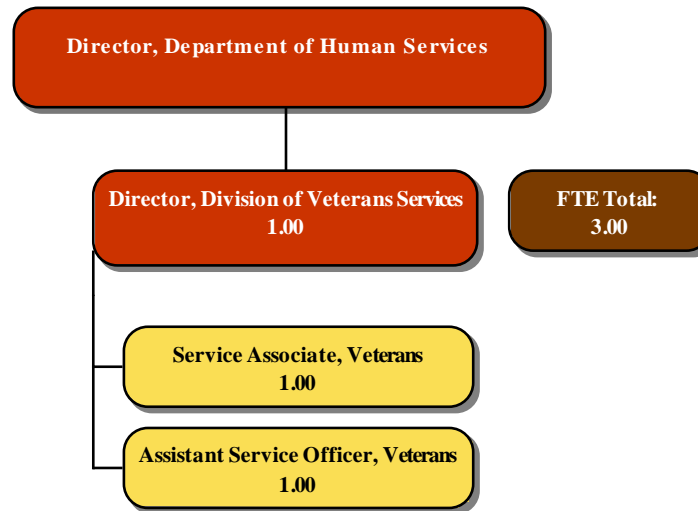 Director, Department of Human Services
Director, Division of Veterans Services
1.00
FTE Total:
3.00
Service Associate, Veterans
1.00
Assistant Service Officer, Veterans
1.00